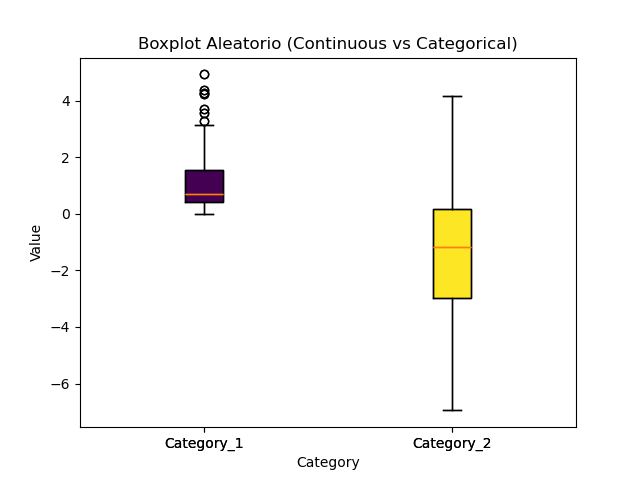 Boxplot Aleatorio (Continuous vs Categorical)
Value
4
2
0
−2
−4
−6
Category_1
Category_2
Category